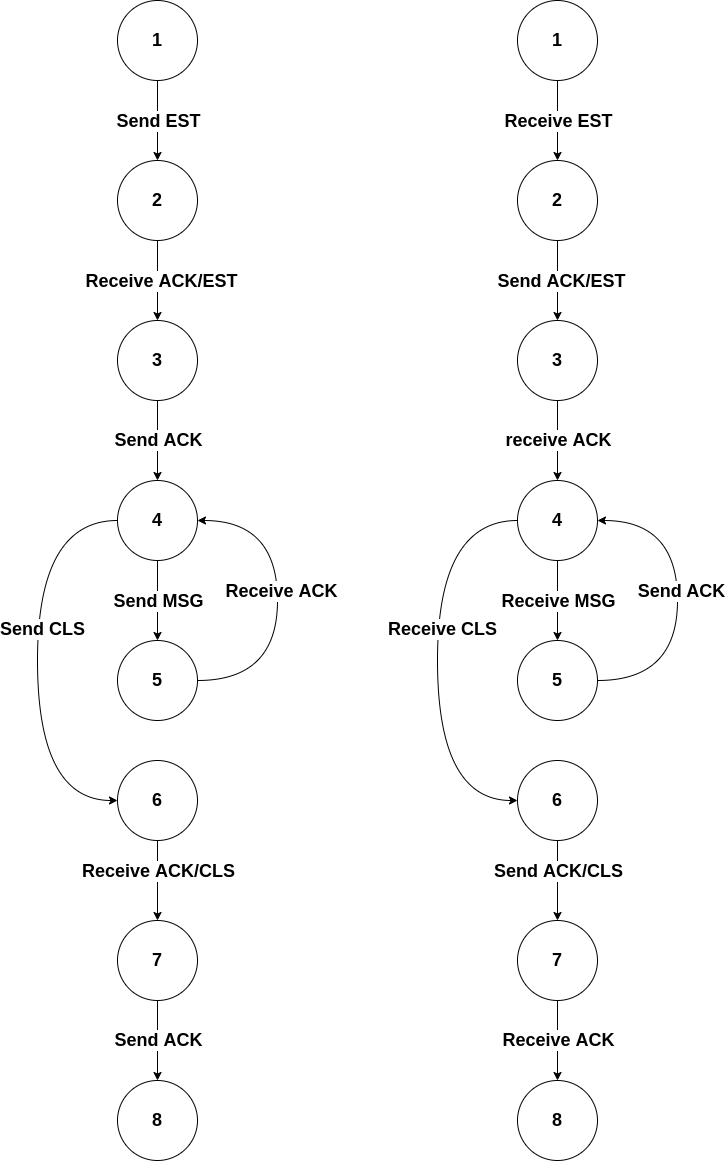 1
Send EST
2
Receive ACK/EST
3
Send ACK
4
Send MSG
Receive ACK
Send CLS
5
6
Receive ACK/CLS
7
Send ACK
8
1
Receive EST
2
Send ACK/EST
3
receive ACK
4
Receive MSG
Send ACK
Receive CLS
5
6
Send ACK/CLS
7
Receive ACK
8